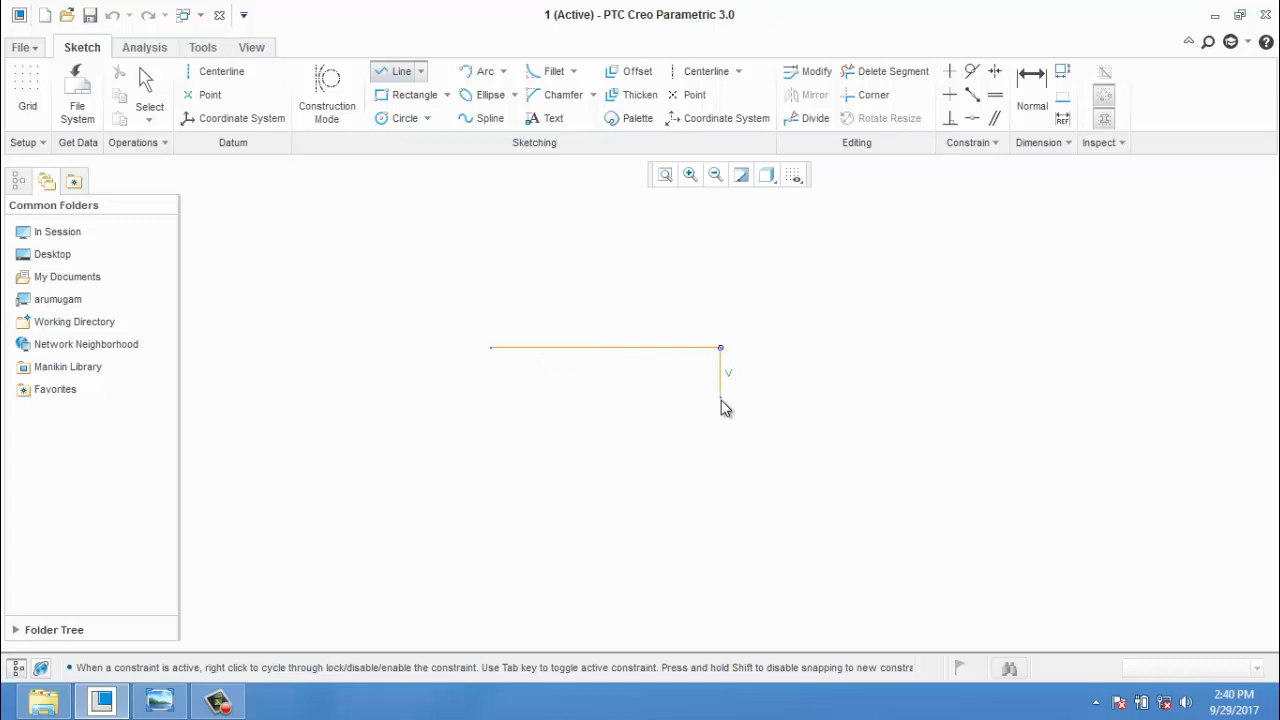 1 (Active) - PTC Creo Parametric 3.0
File Sketch Analysis Tools View
Grid
File System
Select
Centerline
Point
Coordinate System
Construction Mode
Line Arc Fillet Offset Centerline
Rectangle Ellipse Chamfer Thicken Point
Circle Spline Text Palette Coordinate System
Modify Delete Segment
Mirror Corner
Divide Rotate Resize
Normal
REF
Setup Get Data Operations Datum Sketching Editing Constrain Dimension Inspect
Common Folders
In Session
Desktop
My Documents
arumugam
Working Directory
Network Neighborhood
Manikin Library
Favorites
V
Folder Tree
• When a constraint is active, right click to cycle through lock/disable/enable the constraint. Use Tab key to toggle active constraint. Press and hold Shift to disable snapping to new constra
2:40 PM
9/29/2017